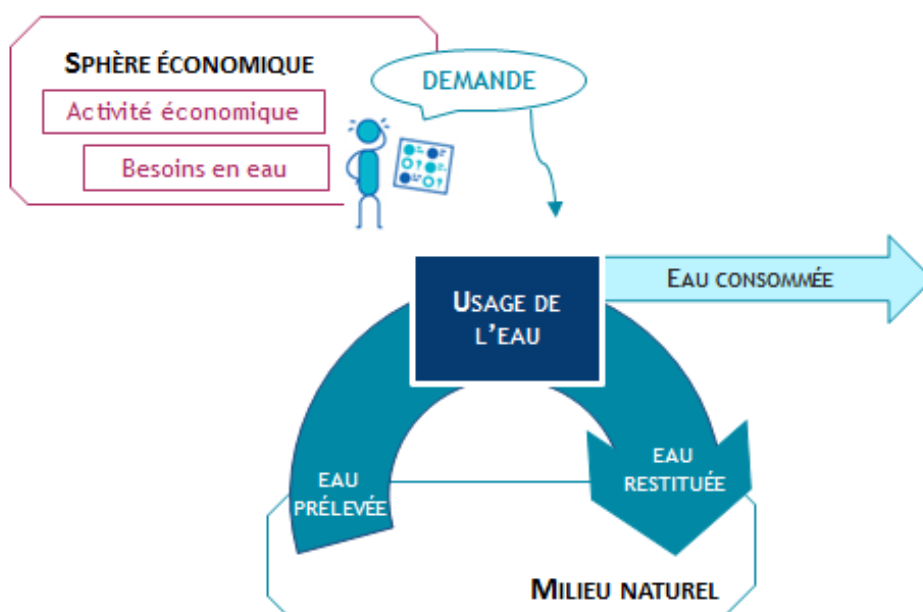 SPHÈRE ÉCONOMIQUE
Activité économique
Besoins en eau
DEMANDE
USAGE DE
L'EAU
EAU CONSOMMÉE
EAU
PRÉLEVÉE
EAU
RESTITUÉE
MILIEU NATUREL